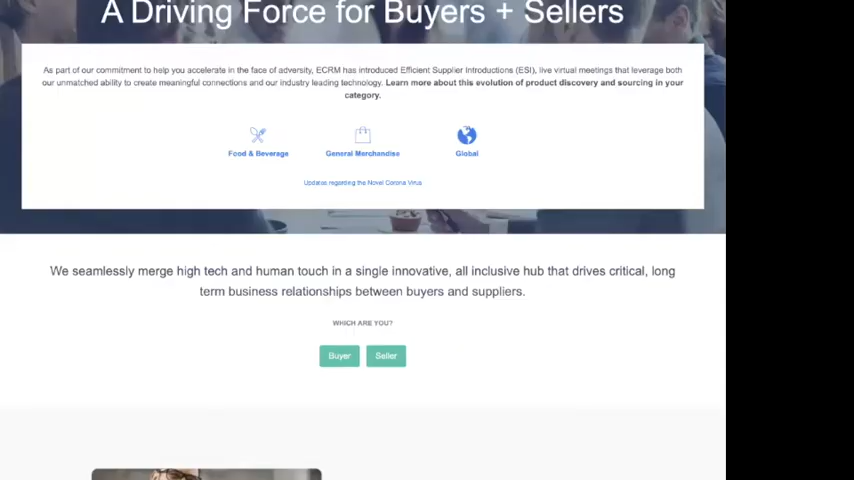 A Driving Force for Buyers + Sellers
As part of our commitment to help you accelerate in the face of adversity, ECRM has introduced Efficient Supplier Introductions (ESI), live virtual meetings that leverage both
our unmatched ability to create meaningful connections and our industry leading technology. Learn more about this evolution of product discovery and sourcing in your
category.
Food & Beverage General Merchandise Global
Updates regarding the Novel Corona Virus
We seamlessly merge high tech and human touch in a single innovative, all inclusive hub that drives critical, long
term business relationships between buyers and suppliers.
WHICH ARE YOU?
Buyer Seller